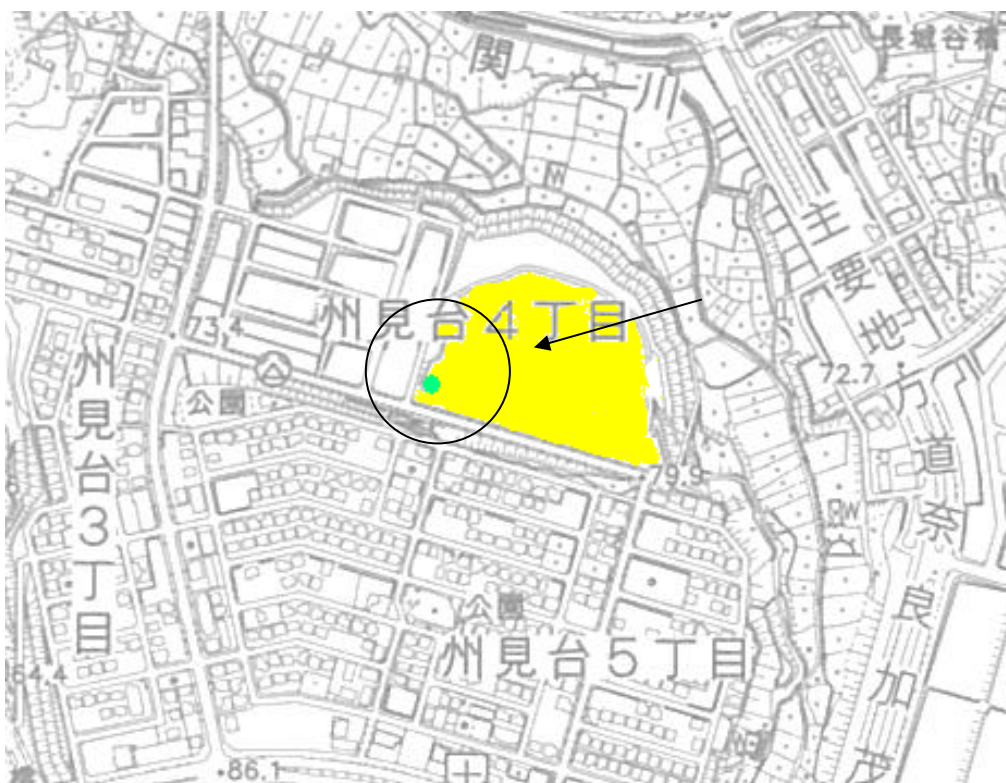 長城谷橋
関川
主要地方道奈良加茂
州見台4丁目
73.4
72.7
公園
州見台3丁目
9.9
W
公園
州見台5丁目
64.4
86.1